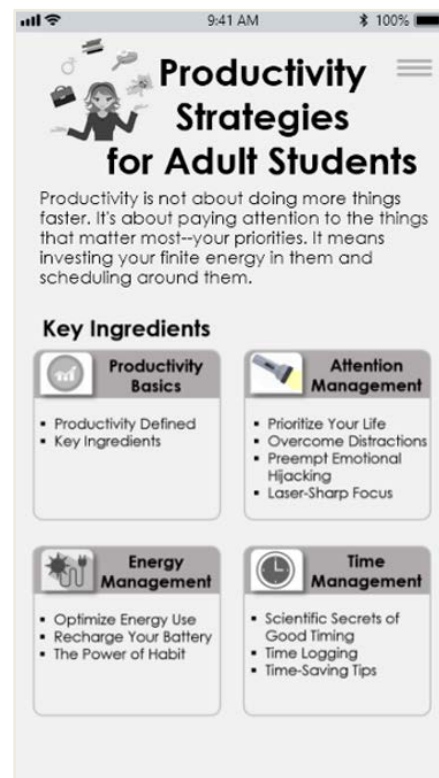 9:41 AM
100%
Productivity
Strategies
for Adult Students
Productivity is not about doing more things
faster. It's about paying attention to the things
that matter most--your priorities. It means
investing your finite energy in them and
scheduling around them.
Key Ingredients
Productivity
Basics
▪ Productivity Defined
▪ Key Ingredients
Attention
Management
▪ Prioritize Your Life
▪ Overcome Distractions
▪ Preempt Emotional
Hijacking
▪ Laser-Sharp Focus
Energy
Management
▪ Optimize Energy Use
▪ Recharge Your Battery
▪ The Power of Habit
Time
Management
▪ Scientific Secrets of
Good Timing
▪ Time Logging
▪ Time-Saving Tips